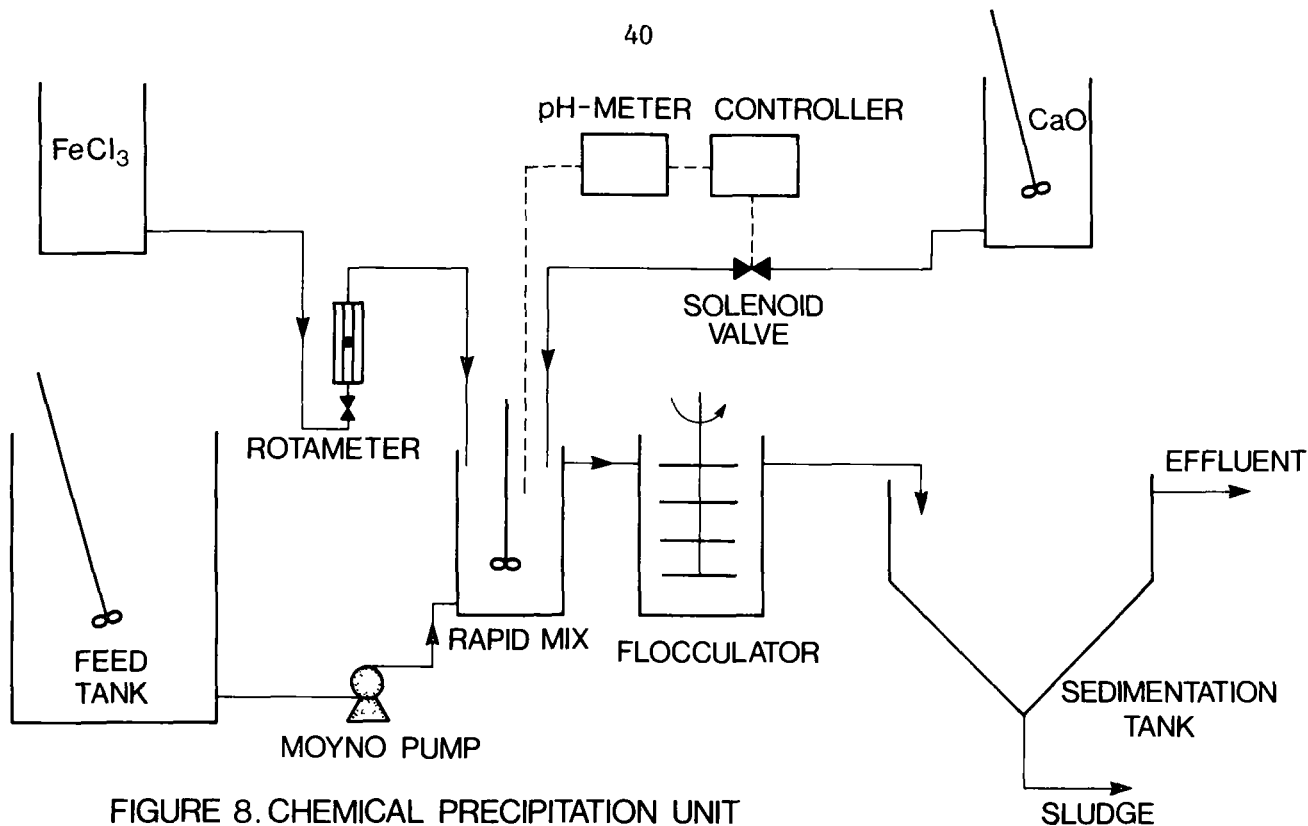 40
pH-METER CONTROLLER
FeCl₃
CaO
SOLENOID
VALVE
ROTAMETER
EFFLUENT
RAPID MIX
FLOCCULATOR
FEED
TANK
SEDIMENTATION
TANK
MOYNO PUMP
SLUDGE
FIGURE 8. CHEMICAL PRECIPITATION UNIT